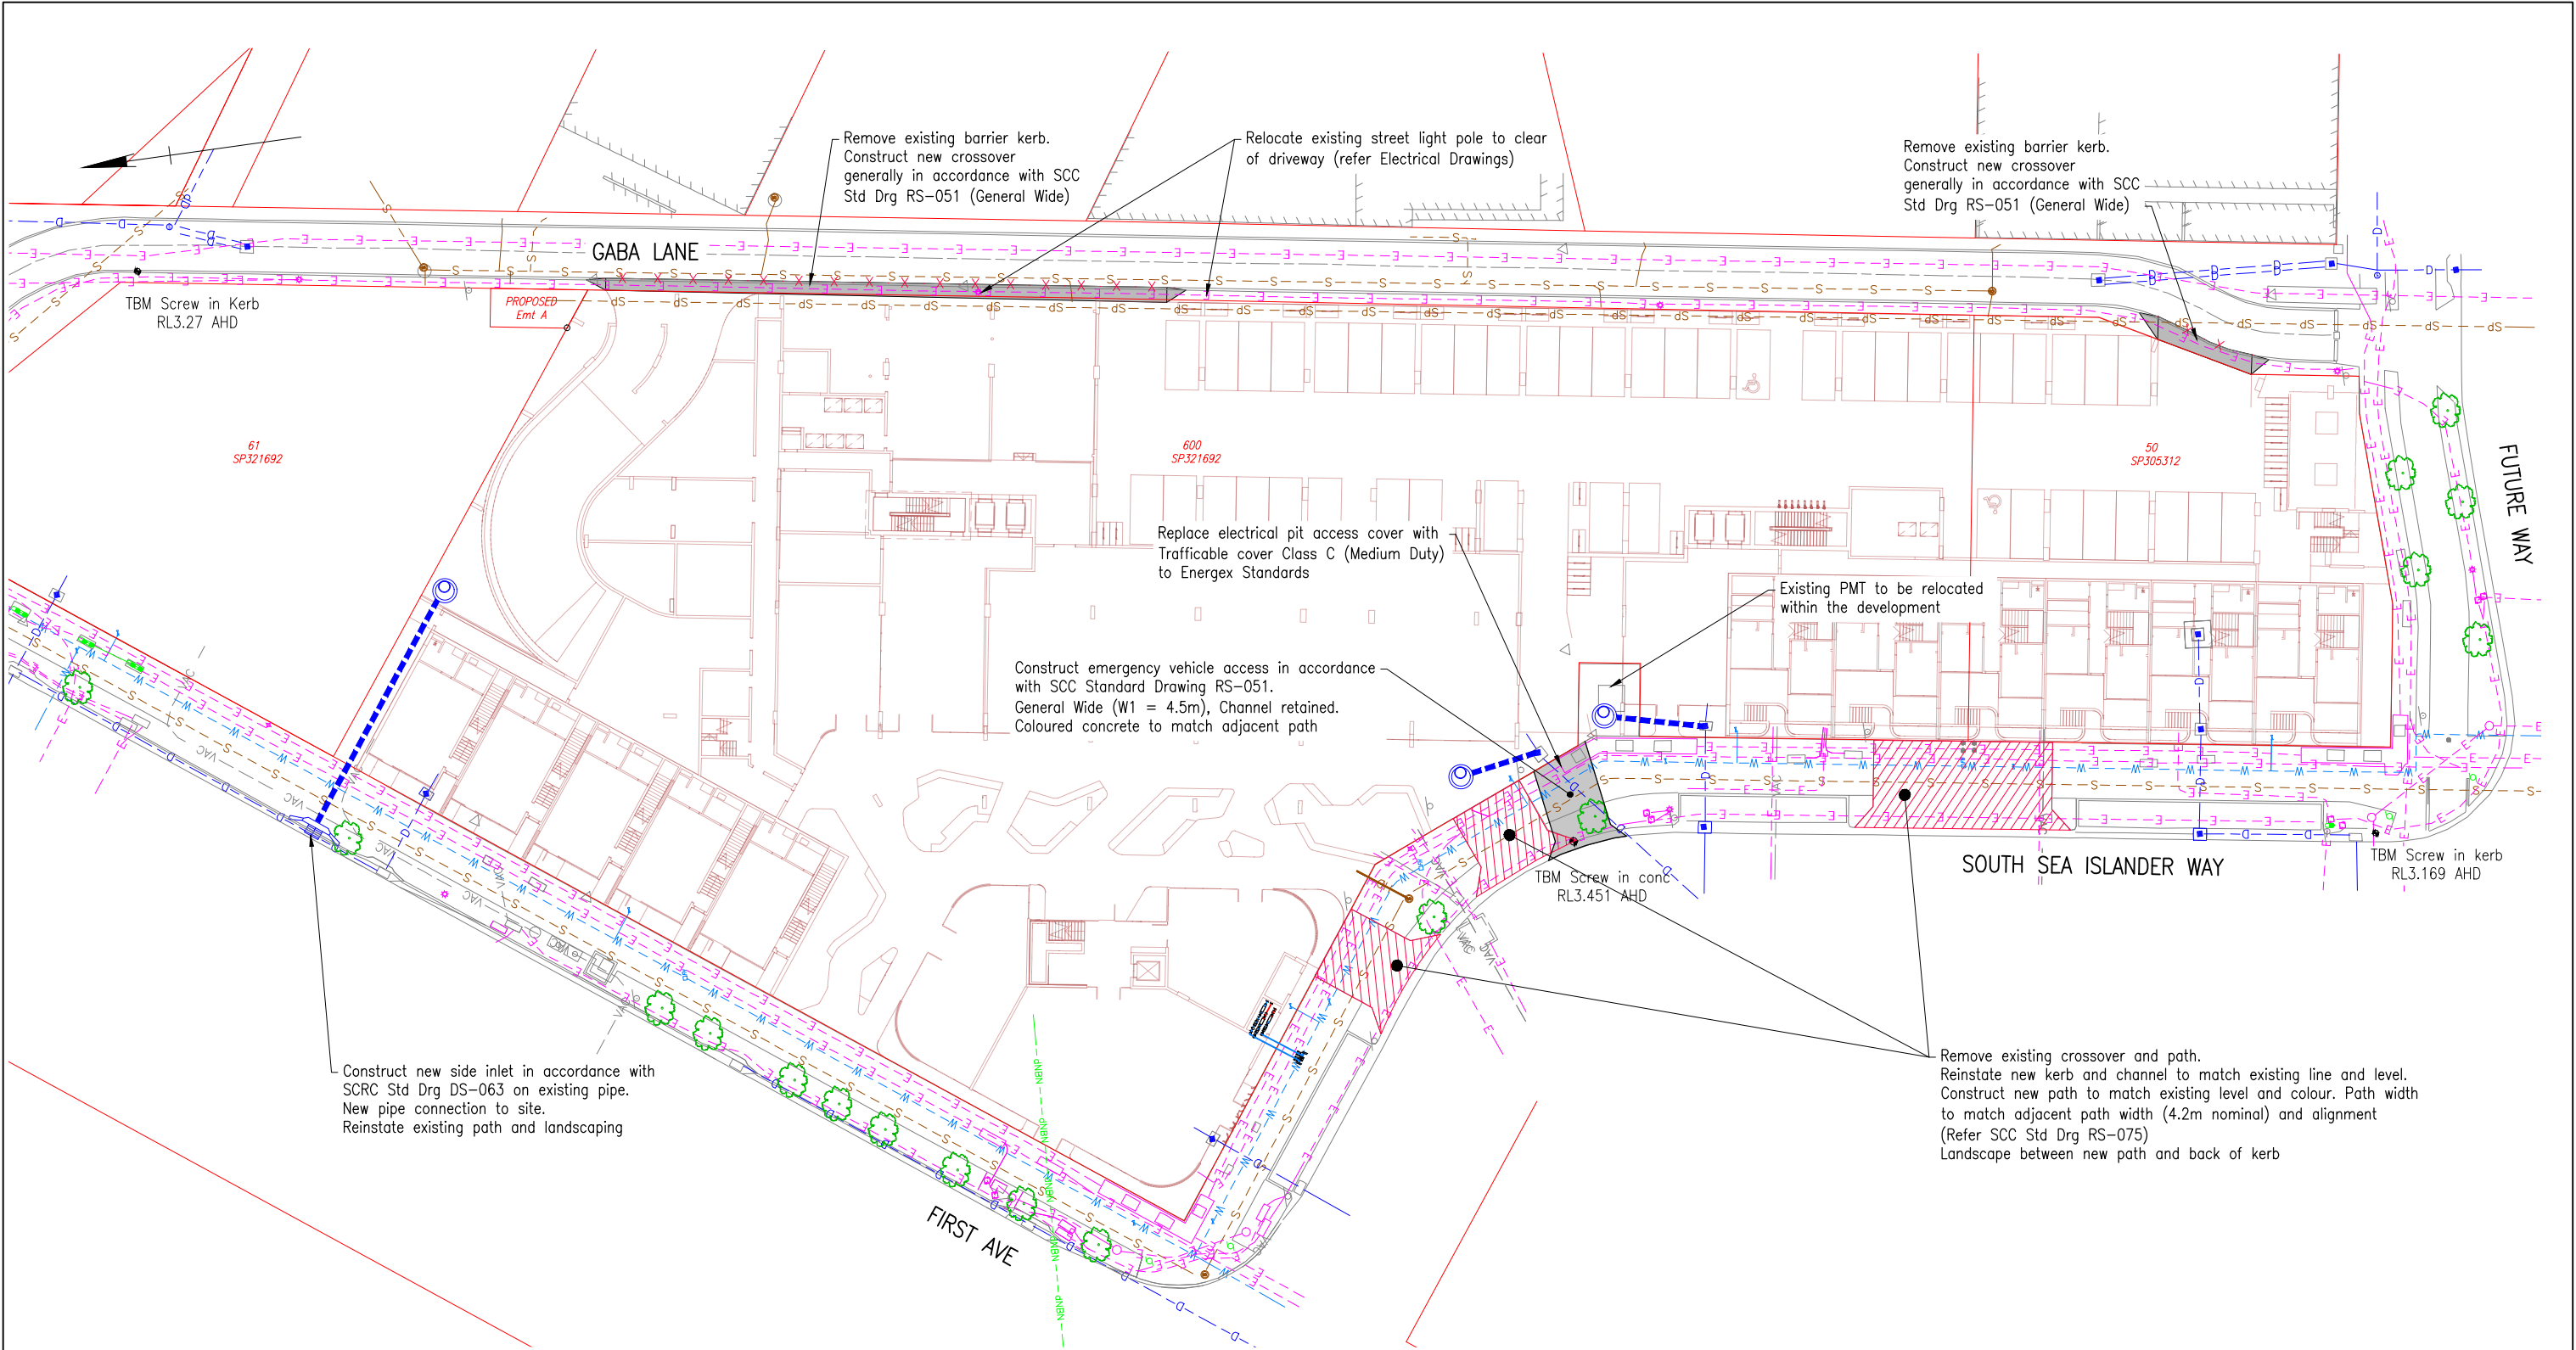 Remove existing barrier kerb.
Construct new crossover
generally in accordance with SCC
Std Drg RS-051 (General Wide)
Relocate existing street light pole to clear
of driveway (refer Electrical Drawings)
Remove existing barrier kerb.
Construct new crossover
generally in accordance with SCC
Std Drg RS-051 (General Wide)
GABA LANE
TBM Screw in Kerb
RL3.27 AHD
PROPOSED
Emt A
61
SP321692
600
SP321692
50
SP305312
FUTURE WAY
Replace electrical pit access cover with
Trafficable cover Class C (Medium Duty)
to Energex Standards
Existing PMT to be relocated
within the development
Construct emergency vehicle access in accordance
with SCC Standard Drawing RS-051.
General Wide (W1 = 4.5m), Channel retained.
Coloured concrete to match adjacent path
TBM Screw in conc
RL3.451 AHD
SOUTH SEA ISLANDER WAY
TBM Screw in kerb
RL3.169 AHD
Construct new side inlet in accordance with
SCRC Std Drg DS-063 on existing pipe.
New pipe connection to site.
Reinstate existing path and landscaping
Remove existing crossover and path.
Reinstate new kerb and channel to match existing line and level.
Construct new path to match existing level and colour. Path width
to match adjacent path width (4.2m nominal) and alignment
(Refer SCC Std Drg RS-075)
Landscape between new path and back of kerb
FIRST AVE